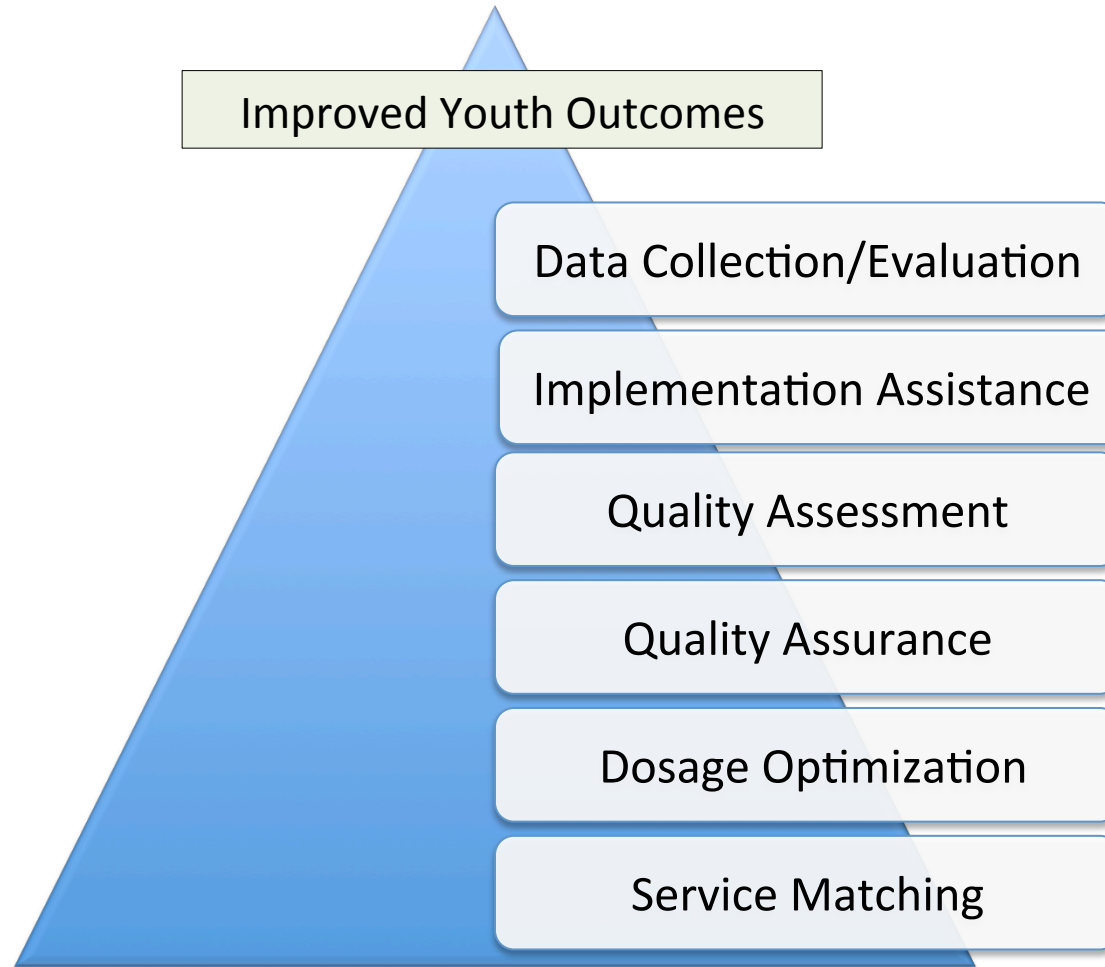 Improved Youth Outcomes
Data Collection/Evaluation
Implementation Assistance
Quality Assessment
Quality Assurance
Dosage Optimization
Service Matching